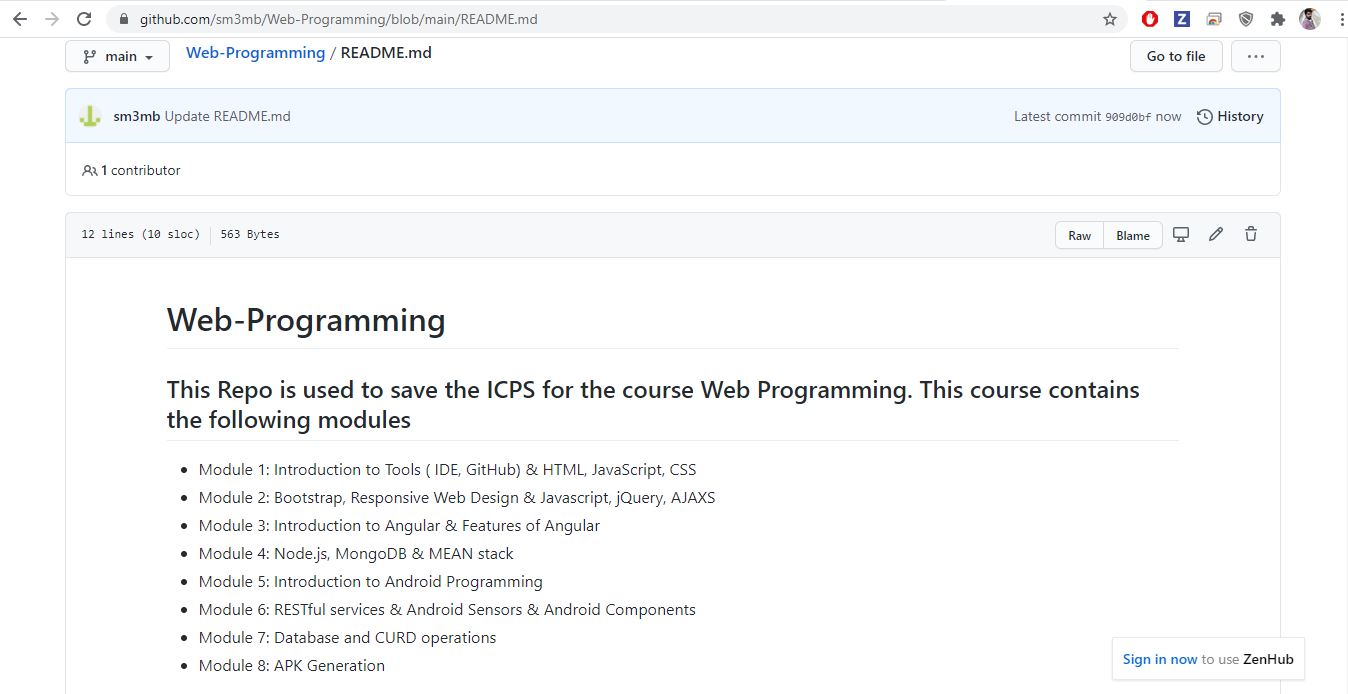 github.com/sm3mb/Web-Programming/blob/main/README.md
main
Web-Programming / README.md
Go to file
...
sm3mb Update README.md
Latest commit 909d0bf now
History
1 contributor
12 lines (10 sloc)
563 Bytes
Raw
Blame
Web-Programming
This Repo is used to save the ICPS for the course Web Programming. This course contains
the following modules
Module 1: Introduction to Tools ( IDE, GitHub) & HTML, JavaScript, CSS
Module 2: Bootstrap, Responsive Web Design & Javascript, jQuery, AJAXS
Module 3: Introduction to Angular & Features of Angular
Module 4: Node.js, MongoDB & MEAN stack
Module 5: Introduction to Android Programming
Module 6: RESTful services & Android Sensors & Android Components
Module 7: Database and CURD operations
Module 8: APK Generation
Sign in now to use ZenHub